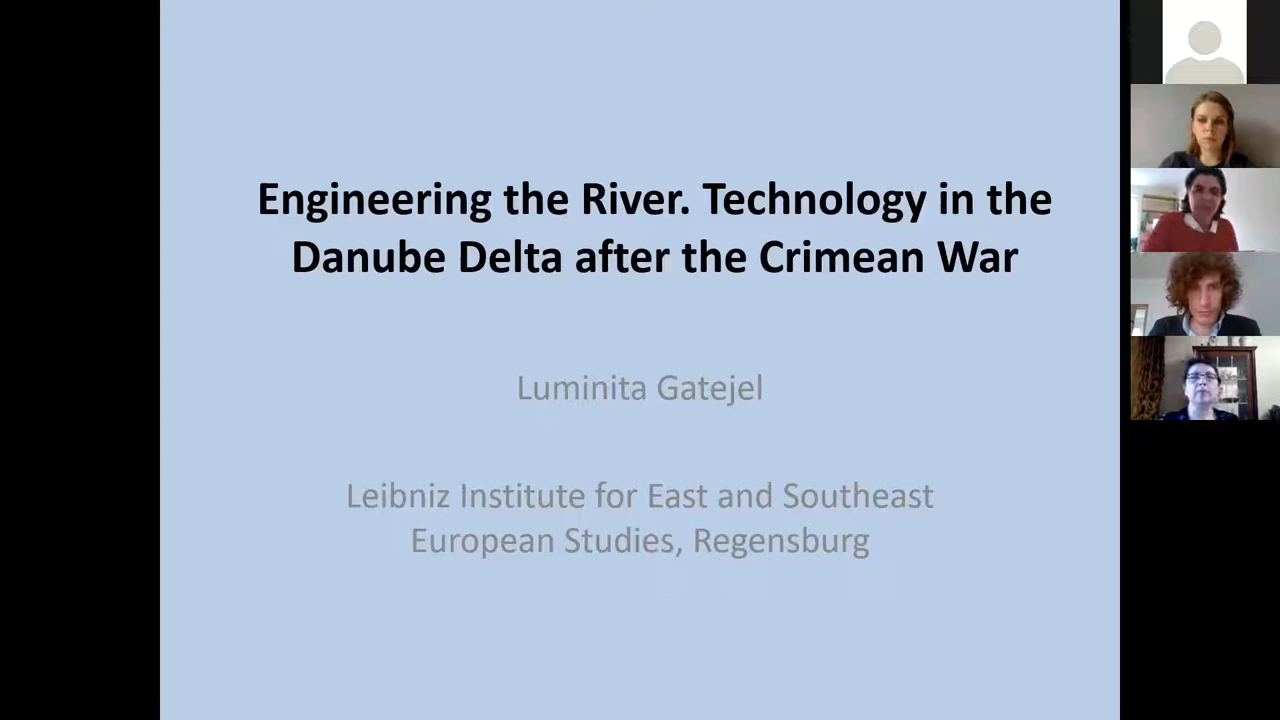 Engineering the River. Technology in the
Danube Delta after the Crimean War
Luminita Gatejel
Leibniz Institute for East and Southeast
European Studies, Regensburg